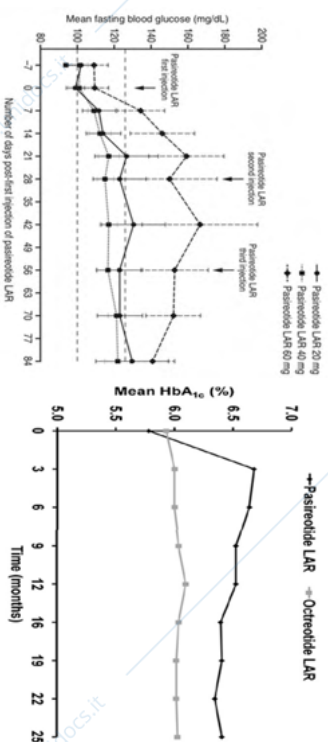 Pasireotide LAR 20 mg
Pasireotide LAR 40 mg
Pasireotide LAR 60 mg
Mean fasting blood glucose (mg/dL)
200
180
160
140
120
100
80
Pasireotide LAR
first injection
Pasireotide LAR
second injection
Pasireotide LAR
third injection
–7
0
7
14
21
28
35
42
49
56
63
70
77
84
Number of days post-first injection of pasireotide LAR
Pasireotide LAR
Octreotide LAR
Mean HbA1c (%)
7.0
6.5
6.0
5.5
5.0
0
3
6
9
12
16
19
22
25
Time (months)
docs.it